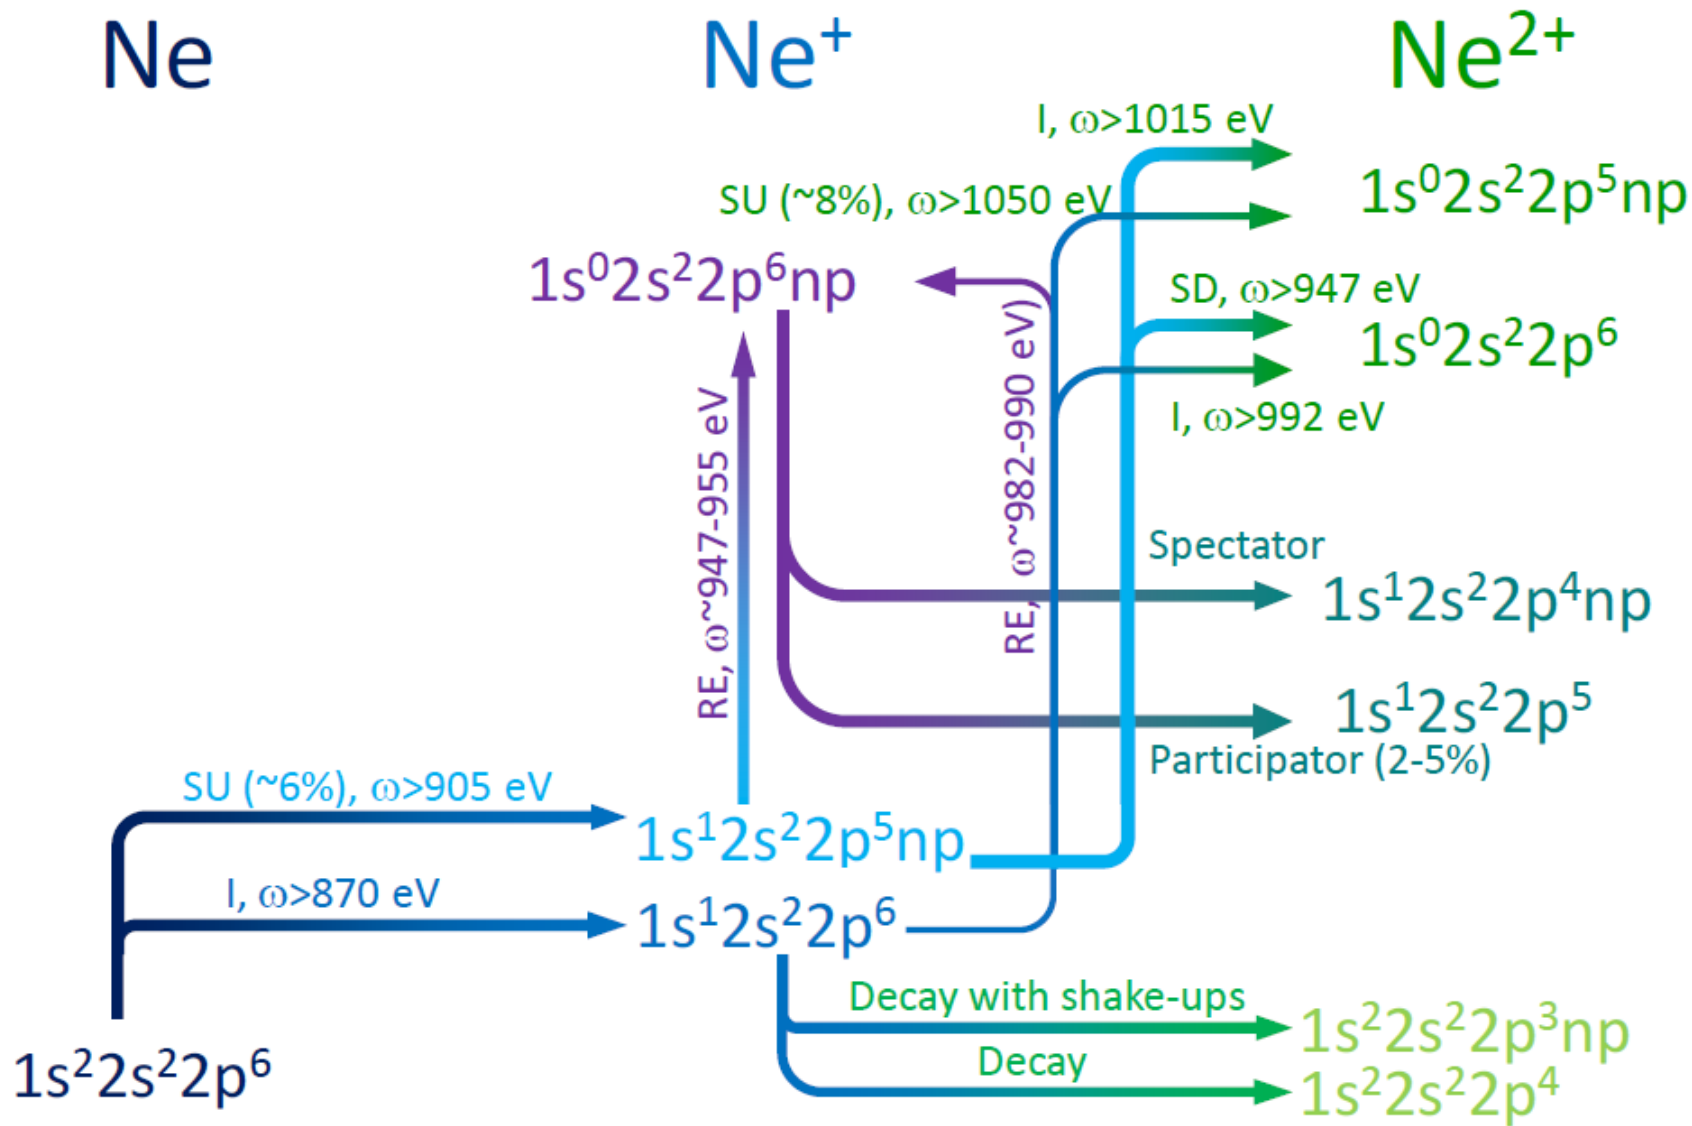 Ne
Ne⁺
Ne²⁺
I, ω>1015 eV
1s⁰2s²2p⁵np
SU (~8%), ω>1050 eV
1s⁰2s²2p⁶np
SD, ω>947 eV
1s⁰2s²2p⁶
I, ω>992 eV
RE, ω~947-955 eV
RE, ω~982-990 eV)
Spectator
1s¹2s²2p⁴np
1s¹2s²2p⁵
Participator (2-5%)
SU (~6%), ω>905 eV
1s¹2s²2p⁵np
I, ω>870 eV
1s¹2s²2p⁶
Decay with shake-ups
1s²2s²2p³np
Decay
1s²2s²2p⁶
1s²2s²2p⁴